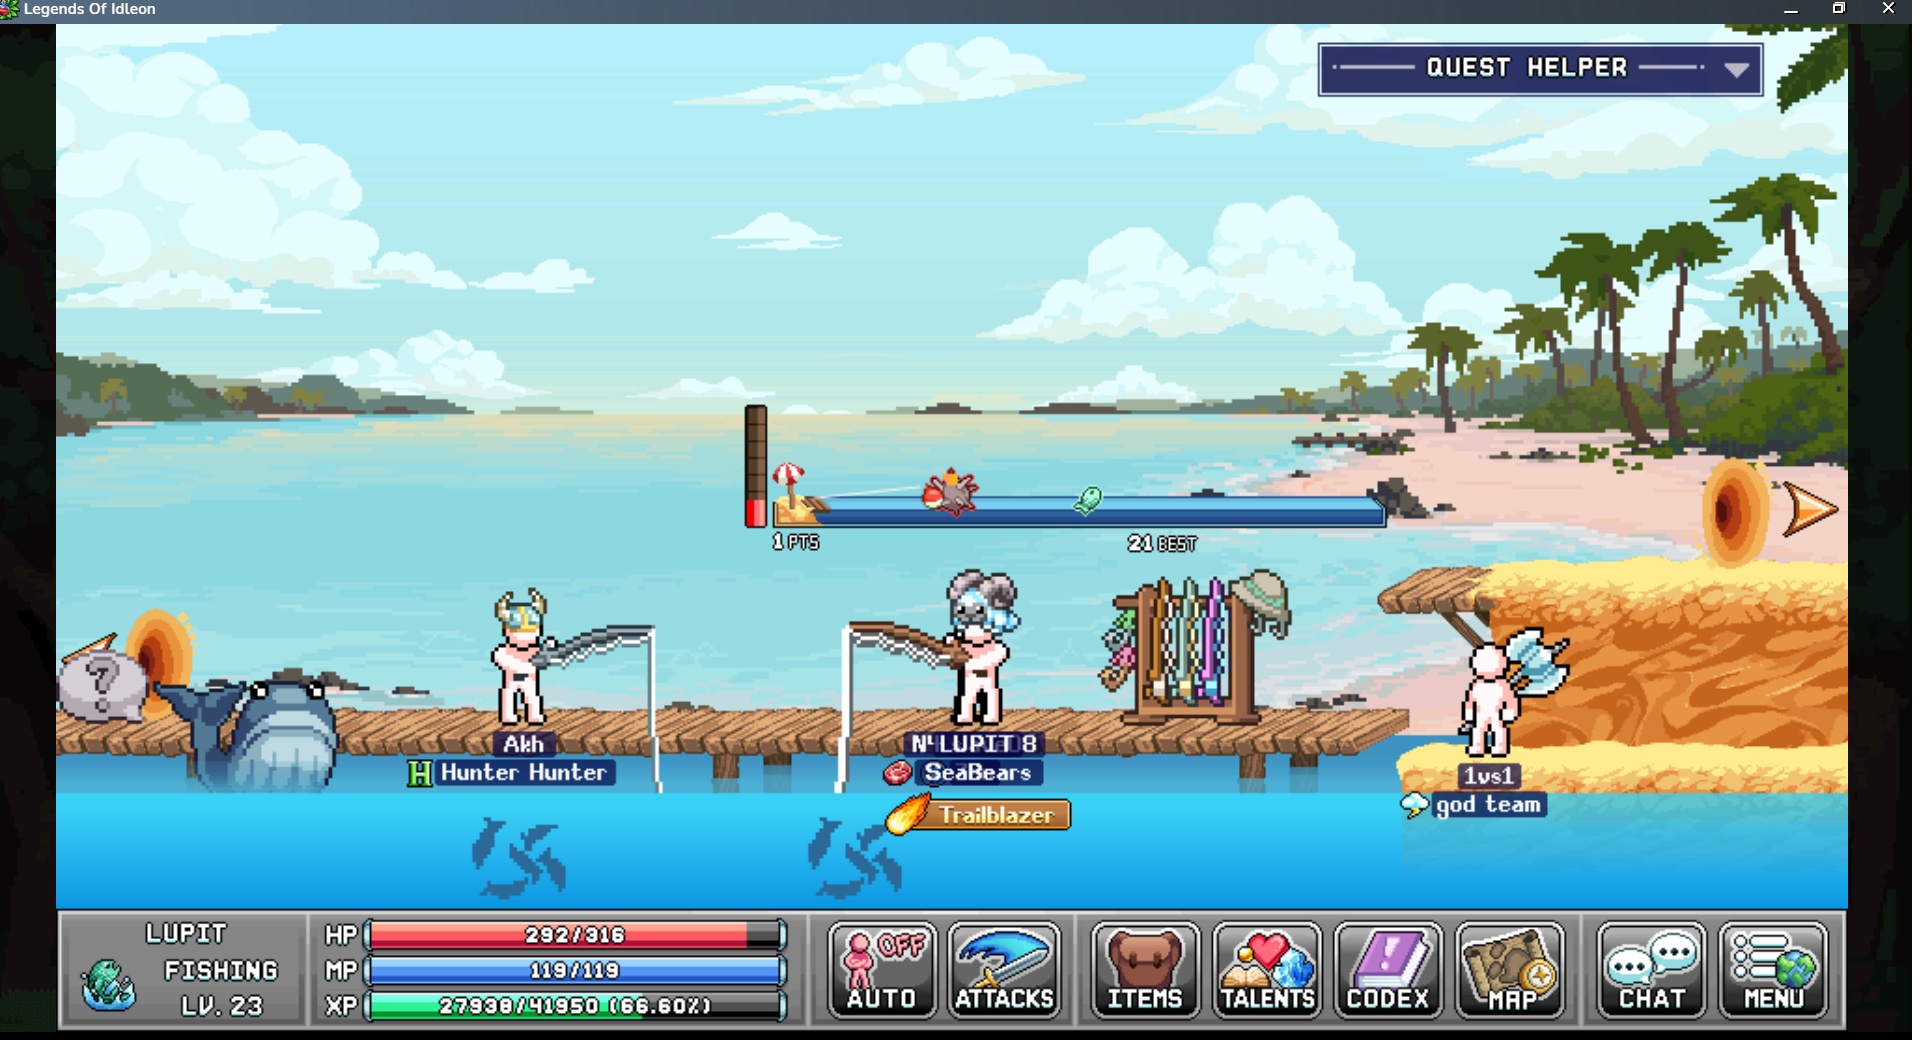 Legends Of Idleon
QUEST HELPER
1 PTS
21 BEST
Akh
H Hunter Hunter
LUPIT 8
SeaBears
Trailblazer
1vs1
god team
LUPIT
FISHING
LV. 23
HP 292/316
MP 119/119
XP 27938/41950 (66.60%)
OFF
AUTO
ATTACKS
ITEMS
TALENTS
CODEX
MAP
CHAT
MENU